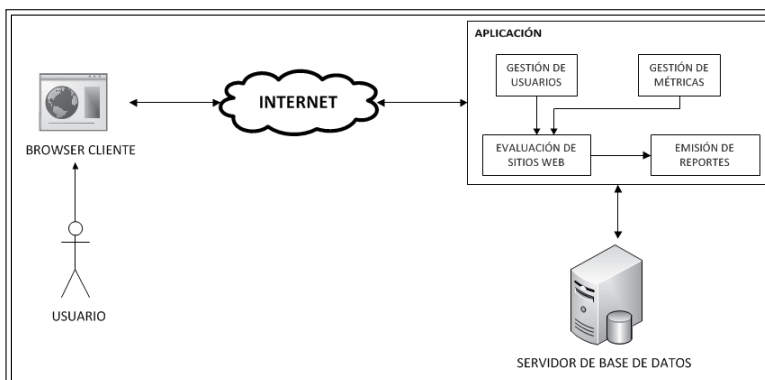 APLICACIÓN
GESTIÓN DE
USUARIOS
GESTIÓN DE
MÉTRICAS
INTERNET
EVALUACIÓN DE
SITIOS WEB
EMISIÓN DE
REPORTES
BROWSER CLIENTE
USUARIO
SERVIDOR DE BASE DE DATOS